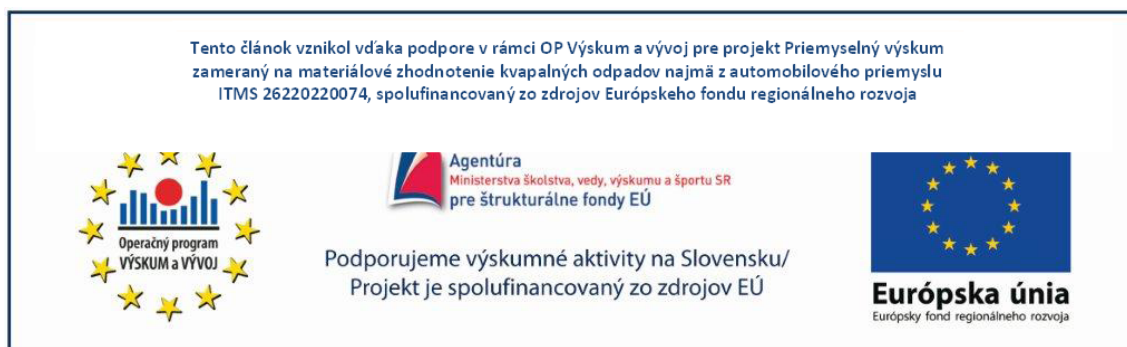 Tento článok vznikol vďaka podpore v rámci OP Výskum a vývoj pre projekt Priemyselný výskum
zameraný na materiálové zhodnotenie kvapalných odpadov najmä z automobilového priemyslu
ITMS 26220220074, spolufinancovaný zo zdrojov Európskeho fondu regionálneho rozvoja
Operačný program
VÝSKUM a VÝVOJ
Agentúra
Ministerstva školstva, vedy, výskumu a športu SR
pre štrukturálne fondy EÚ
Podporujeme výskumné aktivity na Slovensku/
Projekt je spolufinancovaný zo zdrojov EÚ
Európska únia
Európsky fond regionálneho rozvoja